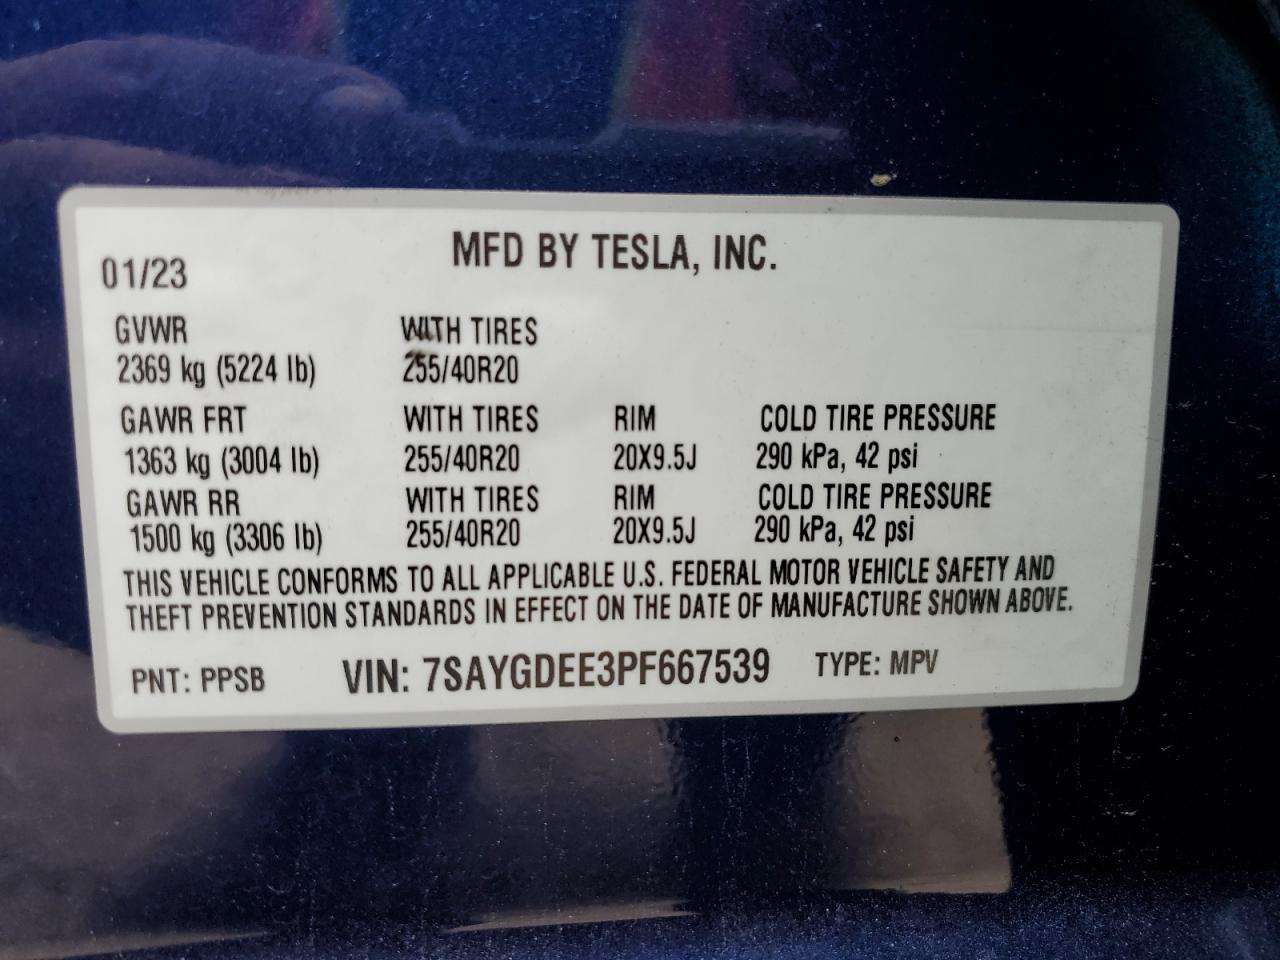 MFD BY TESLA, INC.
01/23
GVWR WITH TIRES
2369 kg (5224 lb) 255/40R20
GAWR FRT WITH TIRES RIM COLD TIRE PRESSURE
1363 kg (3004 lb) 255/40R20 20X9.5J 290 kPa, 42 psi
GAWR RR WITH TIRES RIM COLD TIRE PRESSURE
1500 kg (3306 lb) 255/40R20 20X9.5J 290 kPa, 42 psi
THIS VEHICLE CONFORMS TO ALL APPLICABLE U.S. FEDERAL MOTOR VEHICLE SAFETY AND
THEFT PREVENTION STANDARDS IN EFFECT ON THE DATE OF MANUFACTURE SHOWN ABOVE.
PNT: PPSB VIN: 7SAYGDEE3PF667539 TYPE: MPV